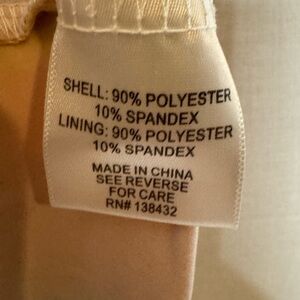 SHELL: 90% POLYESTER
10% SPANDEX
LINING: 90% POLYESTER
10% SPANDEX
MADE IN CHINA
SEE REVERSE
FOR CARE
RN# 138432